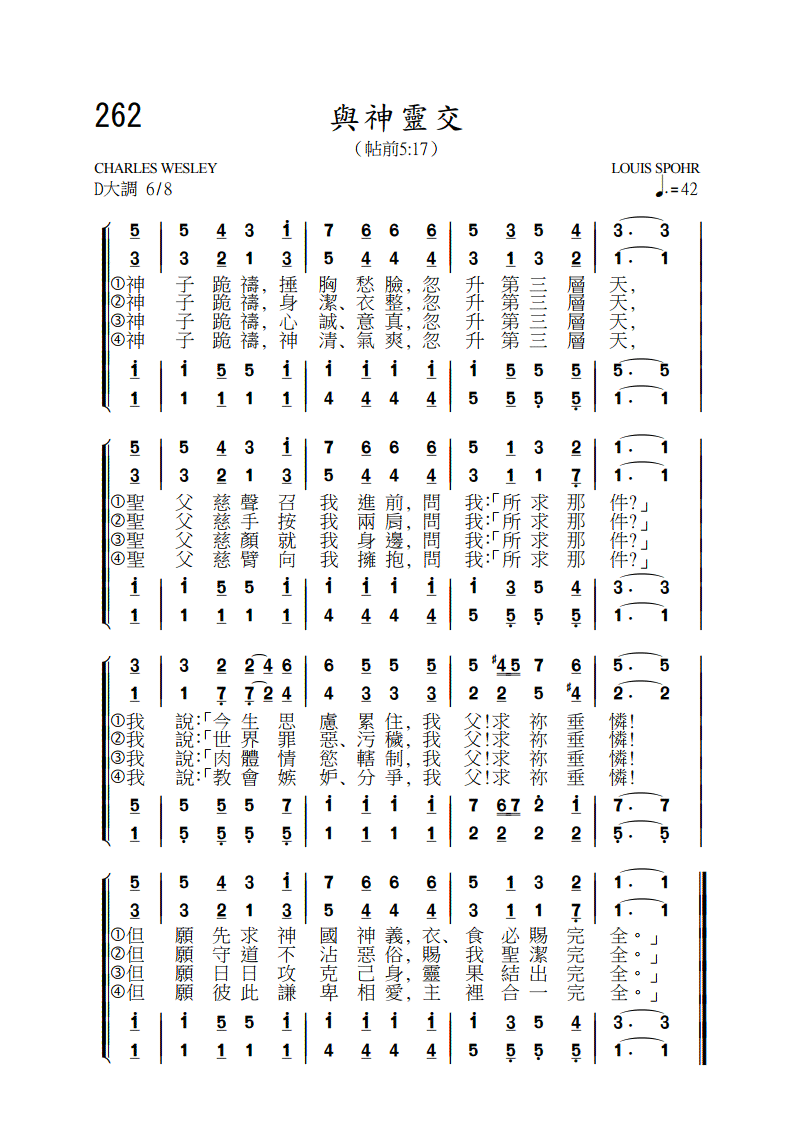 262
與神靈交
（帖前5:17）
CHARLES WESLEY
LOUIS SPOHR
D大調 6/8
♩.=42
5 | 5 4 3 i | 7 6 6 6 | 5 3 5 4 | 3 . 3
3 | 3 2 1 3 | 5 4 4 4 | 3 1 3 2 | 1 . 1
①神 子跪禱，捶胸愁臉，忽升第三層天，
②神 子跪禱，身潔、衣整，忽升第三層天，
③神 子跪禱，心誠、意真，忽升第三層天，
④神 子跪禱，神清、氣爽，忽升第三層天，
i | i 5 5 i | i i i i | i 5 5 5 | 5 . 5
1 | 1 1 1 1 | 4 4 4 4 | 5 5 5 5 | 1 . 1
5 | 5 4 3 i | 7 6 6 6 | 5 1 3 2 | 1 . 1
3 | 3 2 1 3 | 5 4 4 4 | 3 1 1 7 | 1 . 1
①聖 父慈聲召我進前，問我：「所求那件？」
②聖 父慈手按我兩肩，問我：「所求那件？」
③聖 父慈顏就我身邊，問我：「所求那件？」
④聖 父慈臂向我擁抱，問我：「所求那件？」
i | i 5 5 i | i i i i | i 3 5 4 | 3 . 3
1 | 1 1 1 1 | 4 4 4 4 | 5 5 5 5 | 1 . 1
3 | 3 2 2 4 6 | 6 5 5 5 | 5 #4 5 7 6 | 5 . 5
1 | 1 7 7 2 4 | 4 3 3 3 | 2 2 5 #4 | 2 . 2
①我 說：「今生思慮累住，我父！求祢垂憐！
②我 說：「世界罪惡、污穢，我父！求祢垂憐！
③我 說：「肉體情慾轄制，我父！求祢垂憐！
④我 說：「教會嫉妒、分爭，我父！求祢垂憐！
5 | 5 5 5 7 | i i i i | 7 6 7 2 i | 7 . 7
1 | 5 5 5 5 | 1 1 1 1 | 2 2 2 2 | 5 . 5
5 | 5 4 3 i | 7 6 6 6 | 5 1 3 2 | 1 . 1
3 | 3 2 1 3 | 5 4 4 4 | 3 1 1 7 | 1 . 1
①但 願先求神國神義，衣、食必賜完全。」
②但 願守道不沾惡俗，賜我聖潔完全。」
③但 願日日攻克己身，靈果結出完全。」
④但 願彼此謙卑相愛，主裡合一完全。」
i | i 5 5 i | i i i i | i 3 5 4 | 3 . 3
1 | 1 1 1 1 | 4 4 4 4 | 5 5 5 5 | 1 . 1